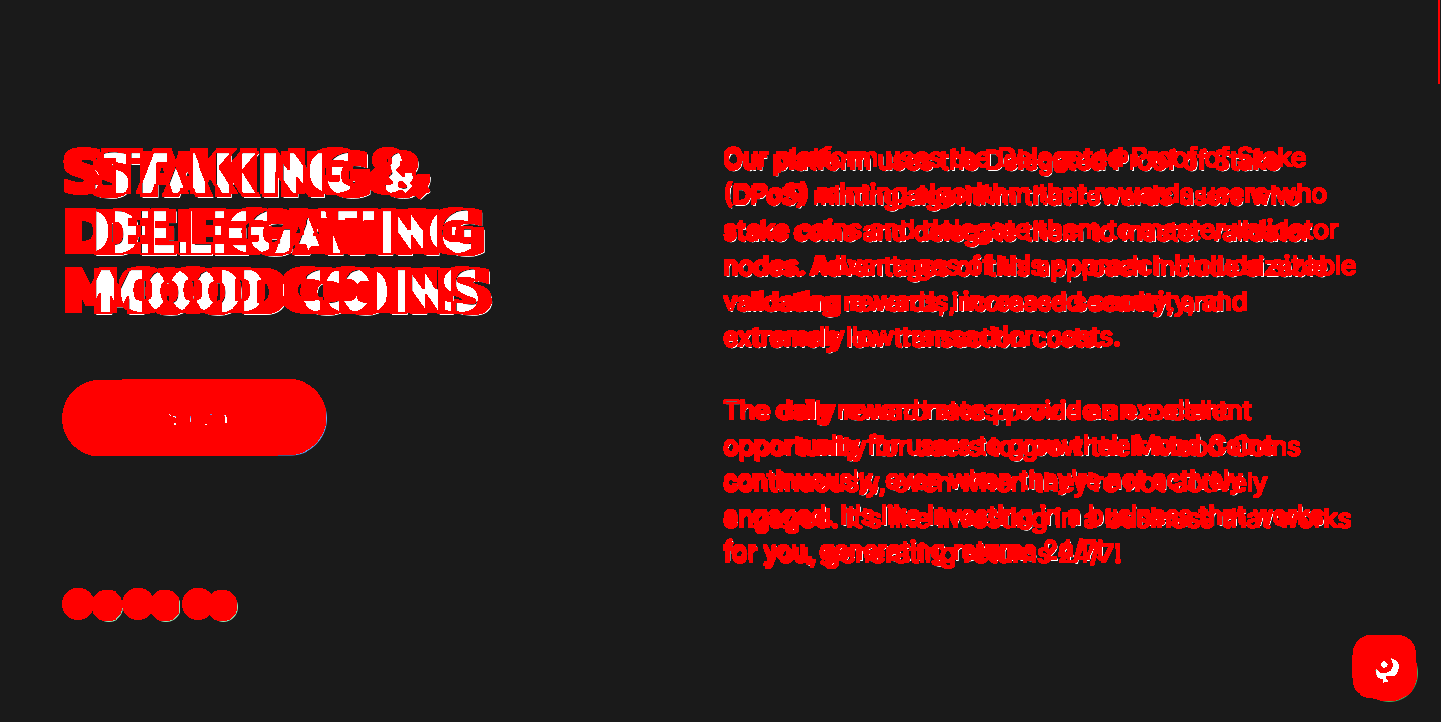 STAKING &
DELEGATING
MOOD COINS
Our platform uses the Delegated Proof of Stake
(DPoS) minting algorithm that rewards users who
stake coins and delegate them to master validator
nodes. Advantages of this approach include sizable
validating rewards, increased security, and
extremely low transaction costs.
The daily reward rates provide an excellent
opportunity for users to grow their Mood Coins
continuously, even when they're not actively
engaged. It's like investing in a business that works
for you, generating returns 24/7!